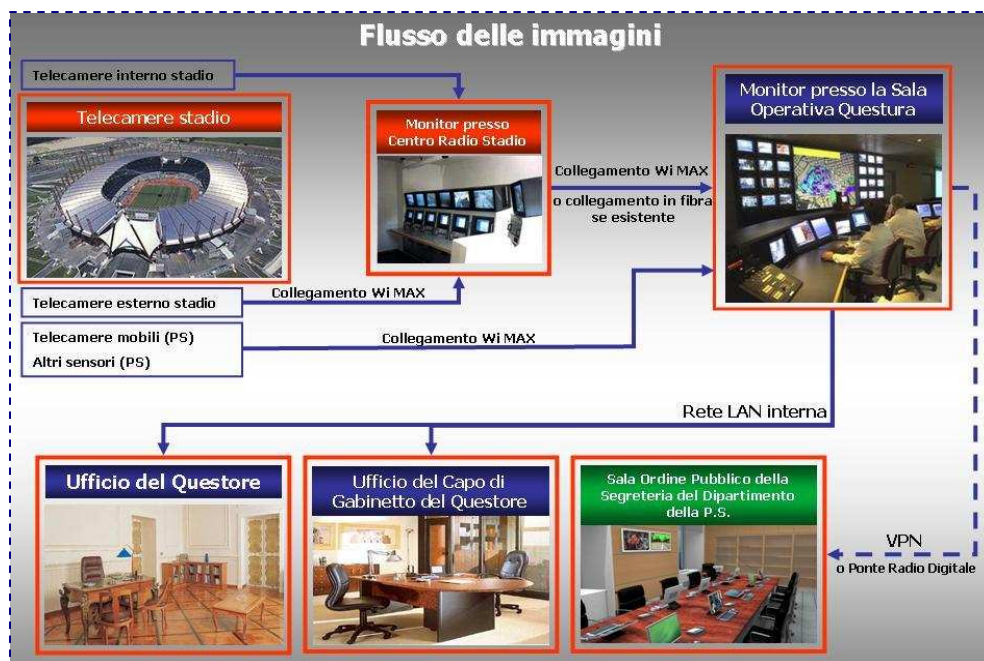 Flusso delle immagini
Telecamere interno stadio
Telecamere stadio
Monitor presso
Centro Radio Stadio
Monitor presso la Sala
Operativa Questura
Collegamento Wi MAX
o collegamento in fibra
se esistente
Telecamere esterno stadio
Collegamento Wi MAX
Telecamere mobili (PS)
Altri sensori (PS)
Collegamento Wi MAX
Rete LAN interna
Ufficio del Questore
Ufficio del Capo di
Gabinetto del Questore
Sala Ordine Pubblico della
Segreteria del Dipartimento
della P.S.
VPN
o Ponte Radio Digitale